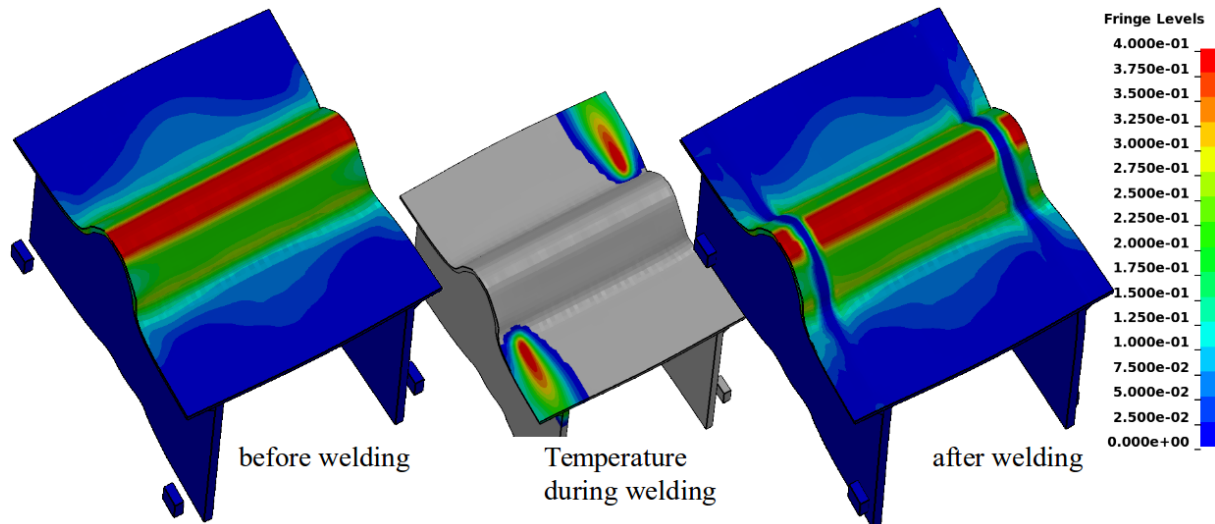 Fringe Levels
4.000e-01
3.750e-01
3.500e-01
3.250e-01
3.000e-01
2.750e-01
2.500e-01
2.250e-01
2.000e-01
1.750e-01
1.500e-01
1.250e-01
1.000e-01
7.500e-02
5.000e-02
2.500e-02
0.000e+00
before welding
Temperature
during welding
after welding